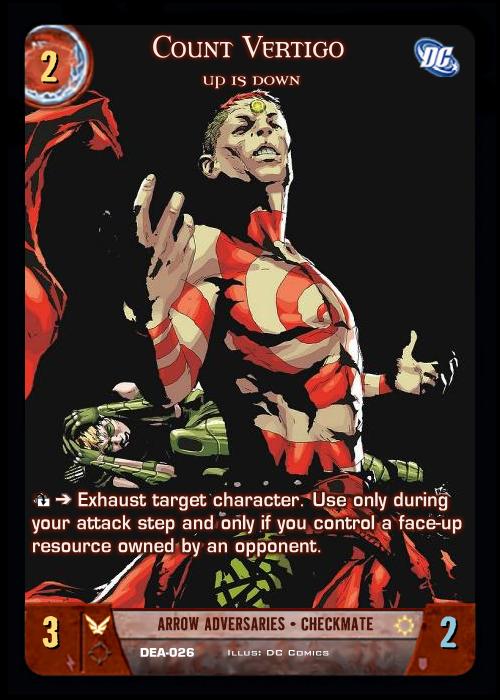 2
Count Vertigo
DC
up is down
➔ Exhaust target character. Use only during
your attack step and only if you control a face-up
resource owned by an opponent.
3
Arrow Adversaries • Checkmate
2
DEA-026 Illus: DC Comics